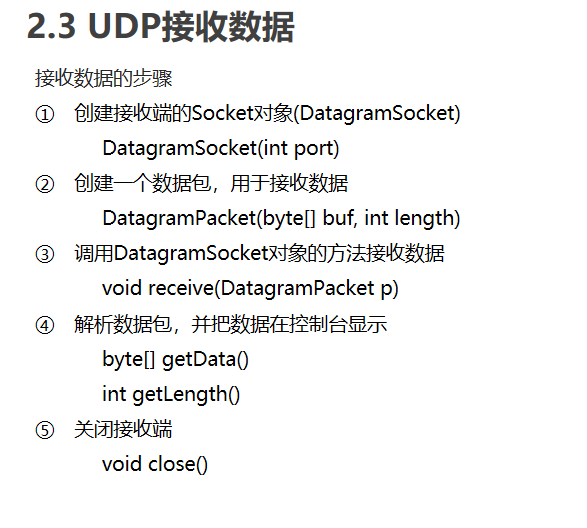 2.3 UDP接收数据
接收数据的步骤
① 创建接收端的Socket对象(DatagramSocket)
DatagramSocket(int port)
② 创建一个数据包，用于接收数据
DatagramPacket(byte[] buf, int length)
③ 调用DatagramSocket对象的方法接收数据
void receive(DatagramPacket p)
④ 解析数据包，并把数据在控制台显示
byte[] getData()
int getLength()
⑤ 关闭接收端
void close()